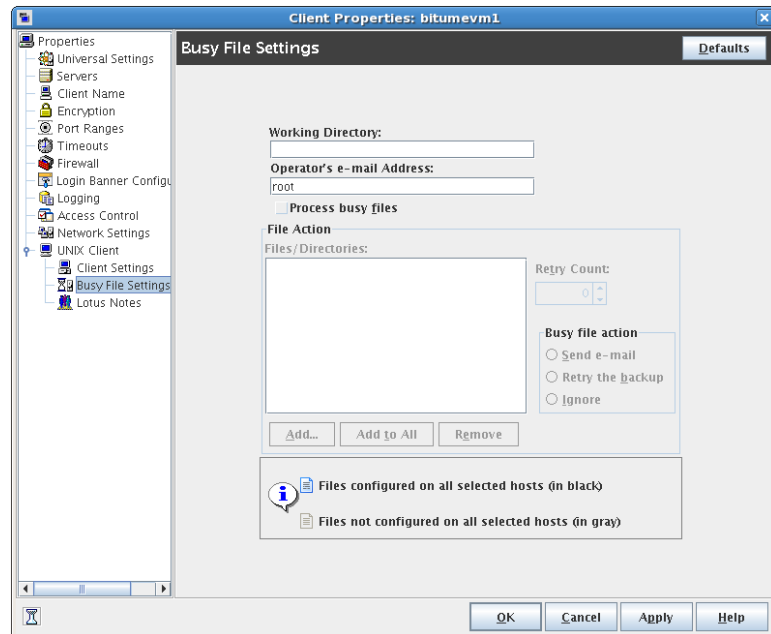 Client Properties: bitumevm1
Properties
Universal Settings
Servers
Client Name
Encryption
Port Ranges
Timeouts
Firewall
Login Banner Configu
Logging
Access Control
Network Settings
UNIX Client
Client Settings
Busy File Settings
Lotus Notes
Busy File Settings
Defaults
Working Directory:
Operator's e-mail Address:
root
Process busy files
File Action
Files/Directories:
Retry Count:
0
Busy file action
Send e-mail
Retry the backup
Ignore
Add...
Add to All
Remove
Files configured on all selected hosts (in black)
Files not configured on all selected hosts (in gray)
OK
Cancel
Apply
Help